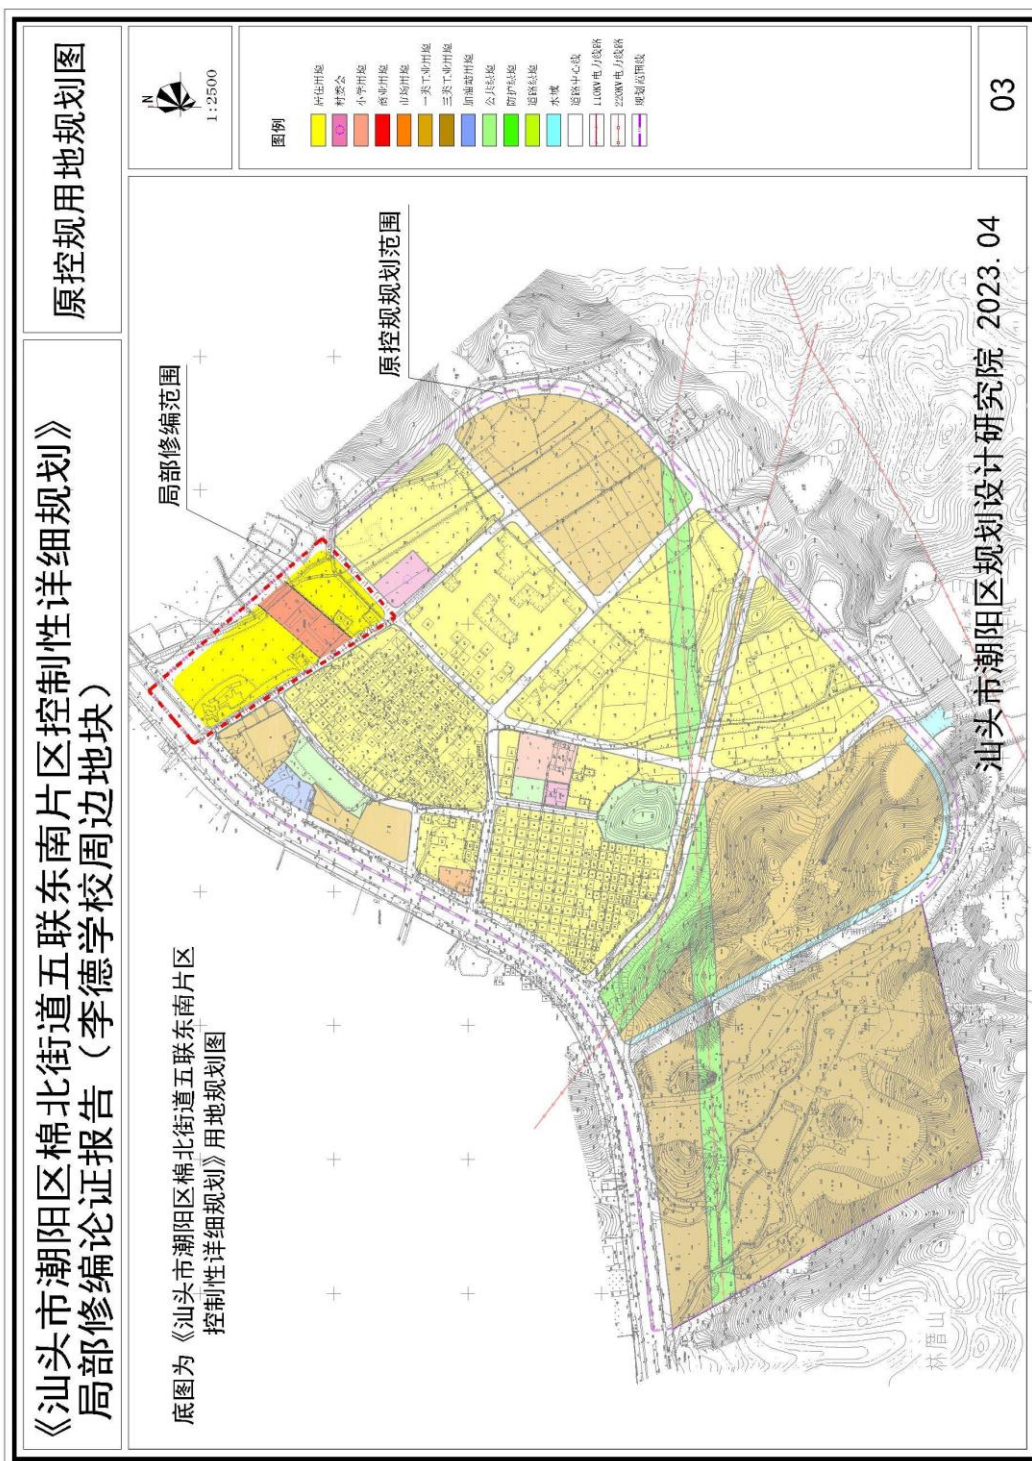 《汕头市潮阳区棉北街道五联东南片区控制性详细规划》
局部修编论证报告（李德学校周边地块）
原控规用地规划图
N
1:2500
图例
居住用地
村委会
小学用地
商业用地
市场用地
一类工业用地
三类工业用地
加油站用地
公共绿地
防护绿地
道路绿地
水域
道路中心线
110KW电力线路
220KW电力线路
规划范围线
03
底图为《汕头市潮阳区棉北街道五联东南片区
控制性详细规划》用地规划图
局部修编范围
原控规规划范围
林厝山
汕头市潮阳区规划设计研究院 2023.04